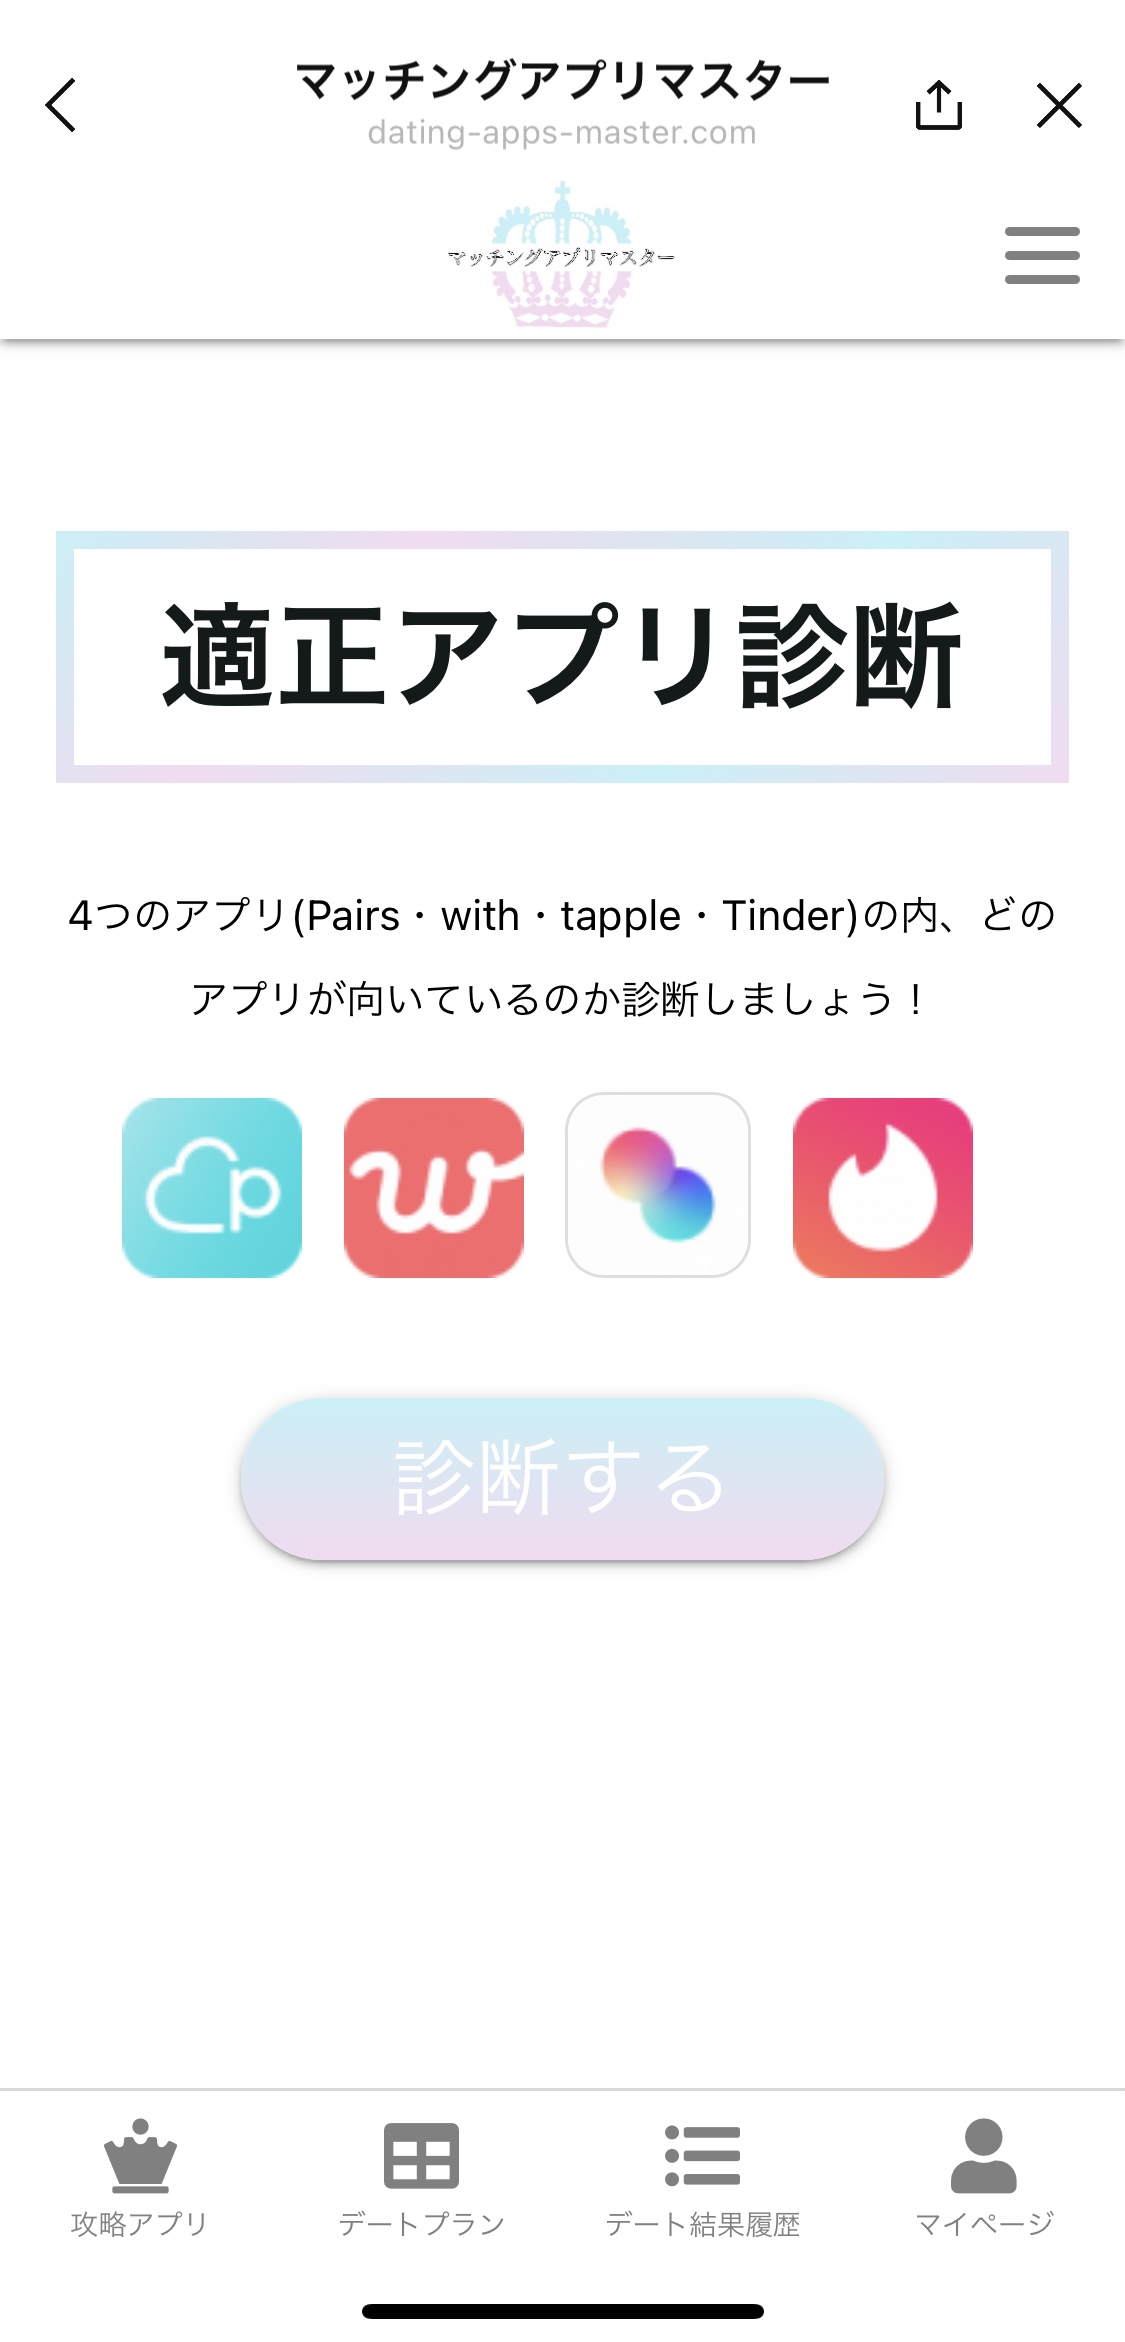 マッチングアプリマスター
dating-apps-master.com
マッチングアプリマスター
適正アプリ診断
4つのアプリ(Pairs・with・tapple・Tinder)の内、どの
アプリが向いているのか診断しましょう！
p
w
診断する
攻略アプリ
デートプラン
デート結果履歴
マイページ